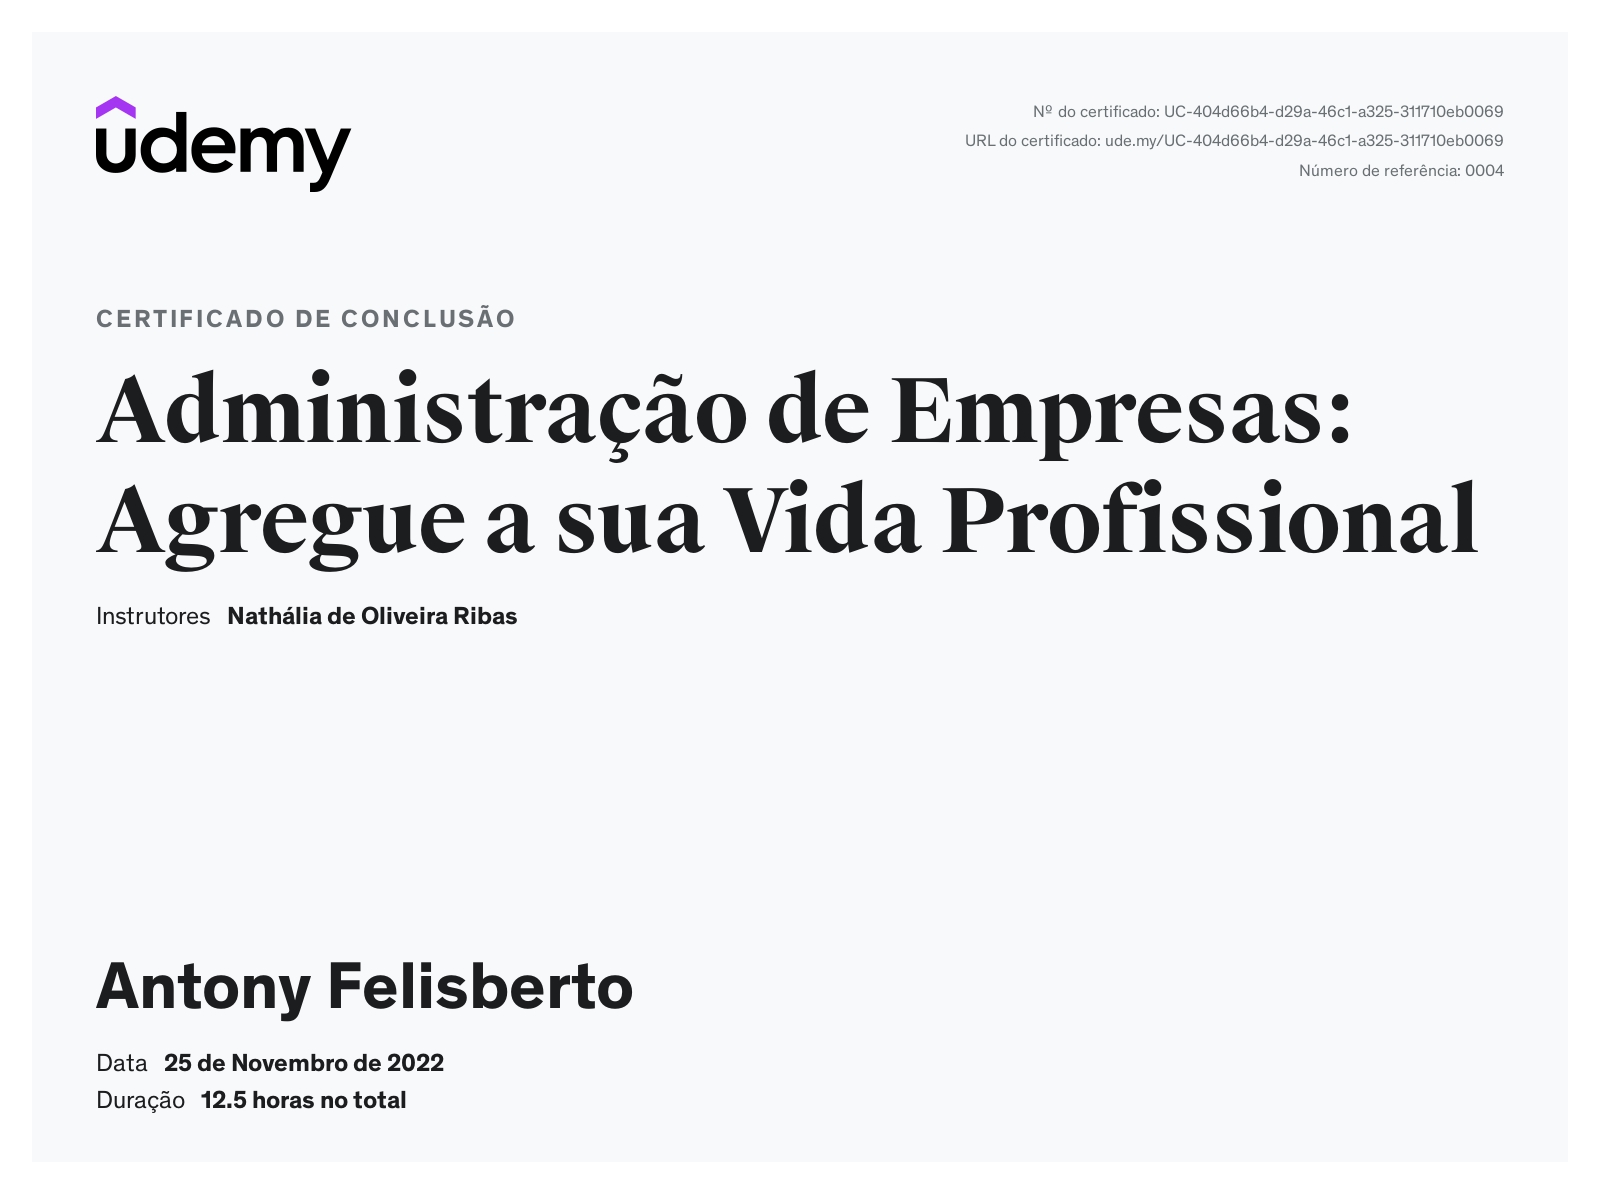 udemy
Nº do certificado: UC-404d66b4-d29a-46c1-a325-311710eb0069
URL do certificado: ude.my/UC-404d66b4-d29a-46c1-a325-311710eb0069
Número de referência: 0004
CERTIFICADO DE CONCLUSÃO
Administração de Empresas:
Agregue a sua Vida Profissional
Instrutores Nathália de Oliveira Ribas
Antony Felisberto
Data 25 de Novembro de 2022
Duração 12.5 horas no total